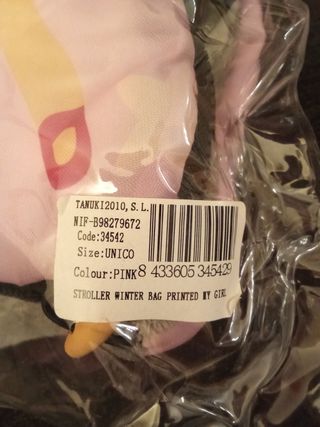 TANUKI2010, S.L.
NIF-B98279672
Code:34542
Size:UNICO
Colour:PINK
8 433605 345429
STROLLER WINTER BAG PRINTED MY GIRL